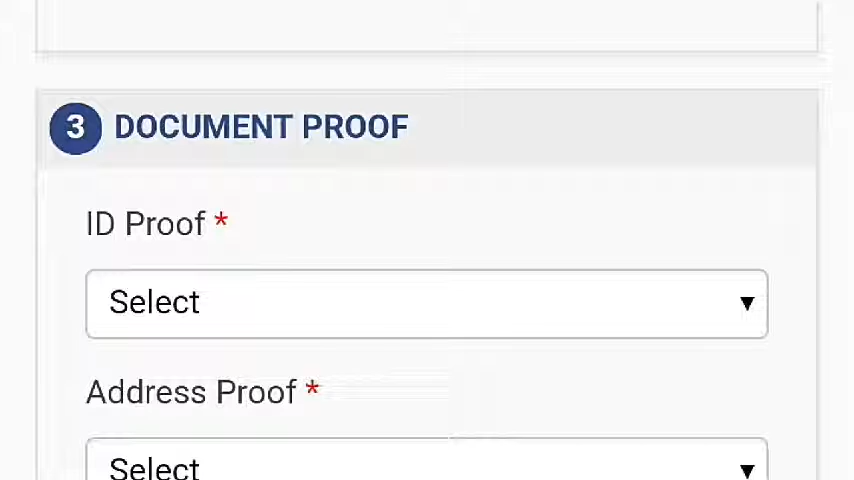 3 DOCUMENT PROOF
ID Proof *
Select
Address Proof *
Select